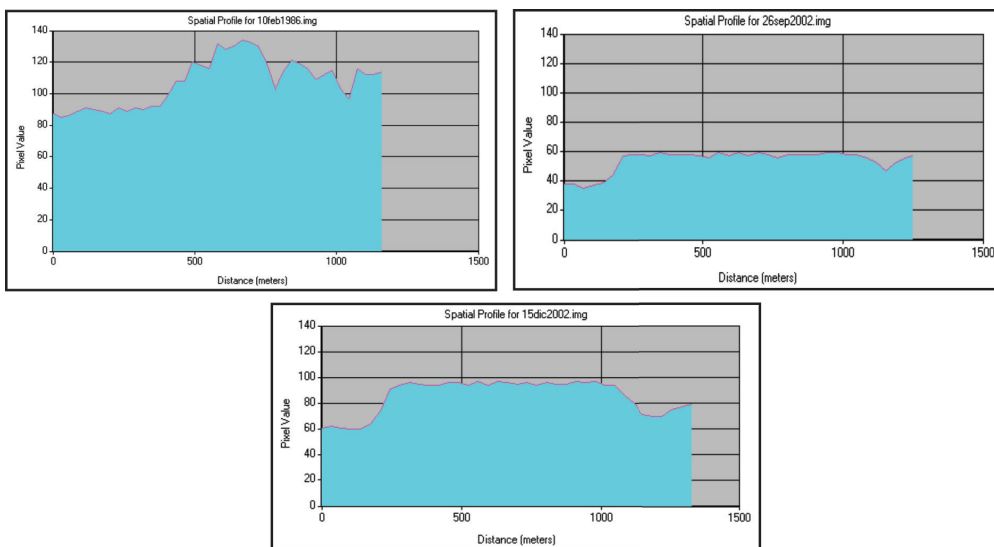 Spatial Profile for 10feb1986.img
140
120
100
80
60
40
20
0
Pixel Value
0 500 1000 1500
Distance (meters)
Spatial Profile for 26sep2002.img
140
120
100
80
60
40
20
0
Pixel Value
0 500 1000 1500
Distance (meters)
Spatial Profile for 15dic2002.img
140
120
100
80
60
40
20
0
Pixel Value
0 500 1000 1500
Distance (meters)